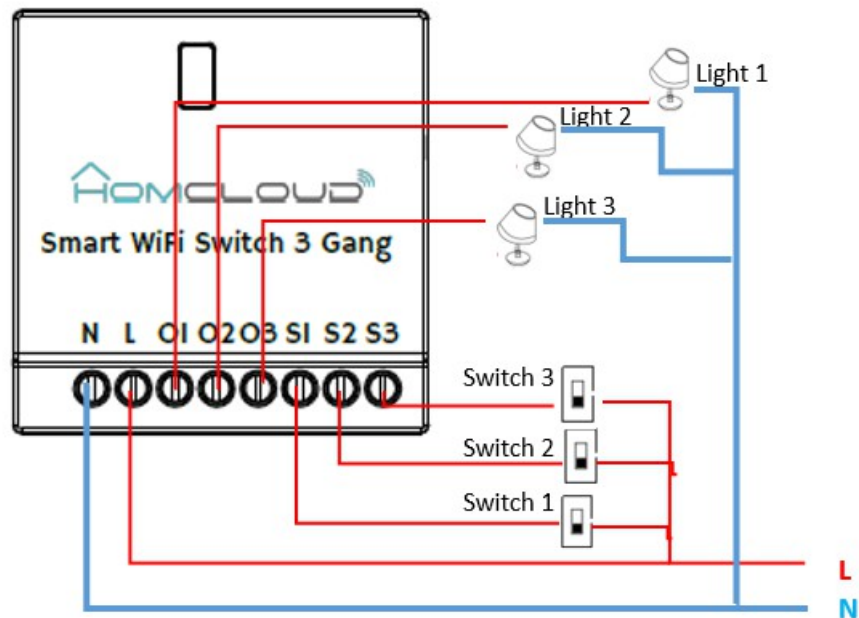 Light 1
Light 2
Light 3
HOMCLOUD
Smart WiFi Switch 3 Gang
N L O1 O2 O3 S1 S2 S3
Switch 3
Switch 2
Switch 1
L
N